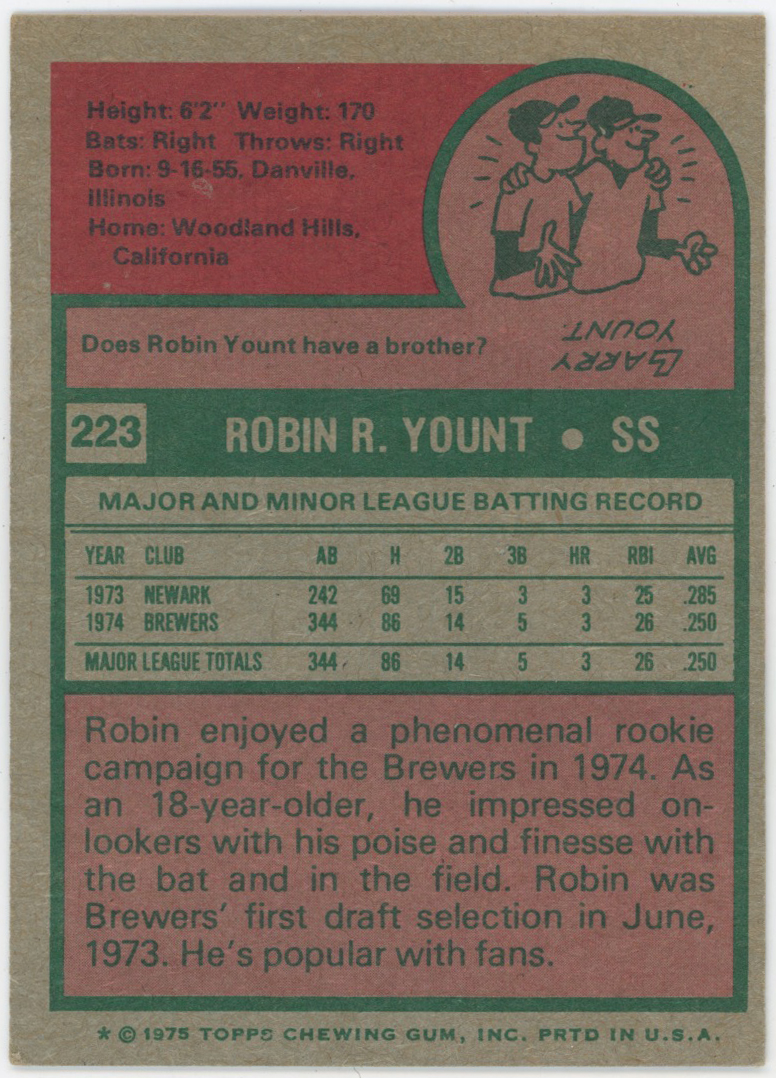 Height: 6'2" Weight: 170
Bats: Right Throws: Right
Born: 9-16-55, Danville,
Illinois
Home: Woodland Hills,
California
Does Robin Yount have a brother?
LARRY
YOUNT.
223 ROBIN R. YOUNT • SS
MAJOR AND MINOR LEAGUE BATTING RECORD
YEAR CLUB AB H 2B 3B HR RBI AVG
1973 NEWARK 242 69 15 3 3 25 .285
1974 BREWERS 344 86 14 5 3 26 .250
MAJOR LEAGUE TOTALS 344 86 14 5 3 26 .250
Robin enjoyed a phenomenal rookie
campaign for the Brewers in 1974. As
an 18-year-older, he impressed on-
lookers with his poise and finesse with
the bat and in the field. Robin was
Brewers' first draft selection in June,
1973. He's popular with fans.
* © 1975 TOPPS CHEWING GUM, INC. PRTD IN U.S.A.